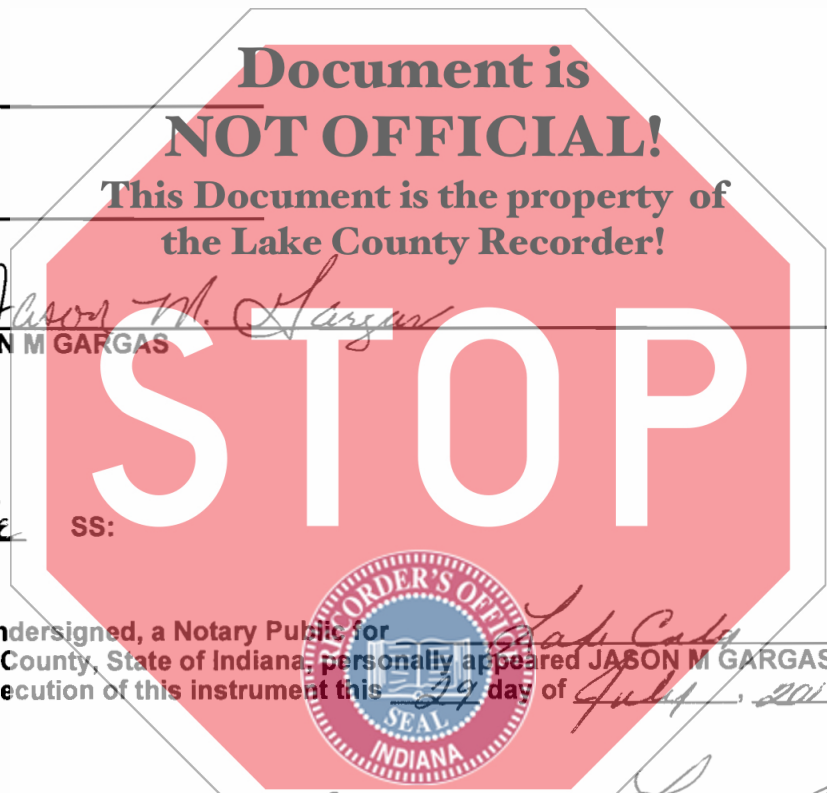 Document is
NOT OFFICIAL!
This Document is the property of
the Lake County Recorder!
Jason M. Gargas
N M GARGAS
STOP
SS:
ndersigned, a Notary Public for Lake
County, State of Indiana, personally appeared JASON M GARGAS
ecution of this instrument this 29 day of July, 201
RECORDER'S OFFI
SEAL
INDIANA